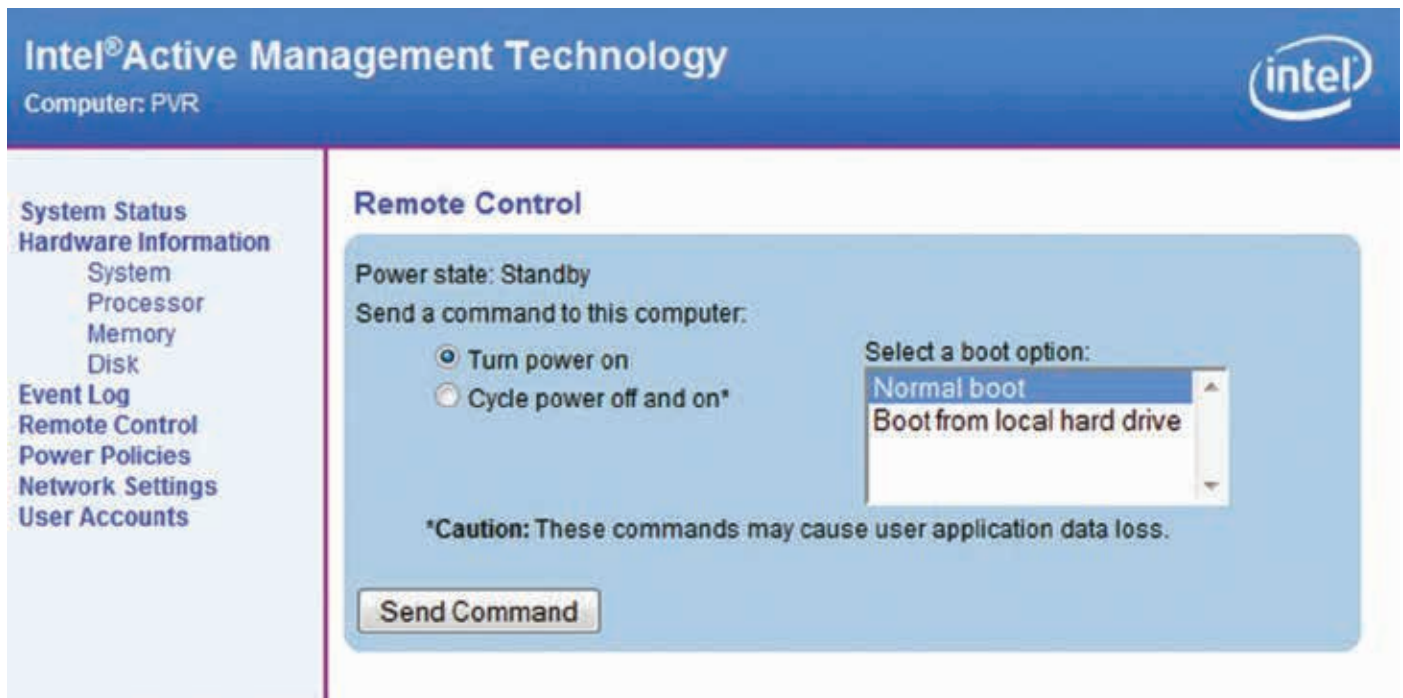 Intel®Active Management Technology
Computer: PVR
intel
System Status
Hardware Information
System
Processor
Memory
Disk
Event Log
Remote Control
Power Policies
Network Settings
User Accounts
Remote Control
Power state: Standby
Send a command to this computer:
Turn power on
Cycle power off and on*
Select a boot option:
Normal boot
Boot from local hard drive
*Caution: These commands may cause user application data loss.
Send Command